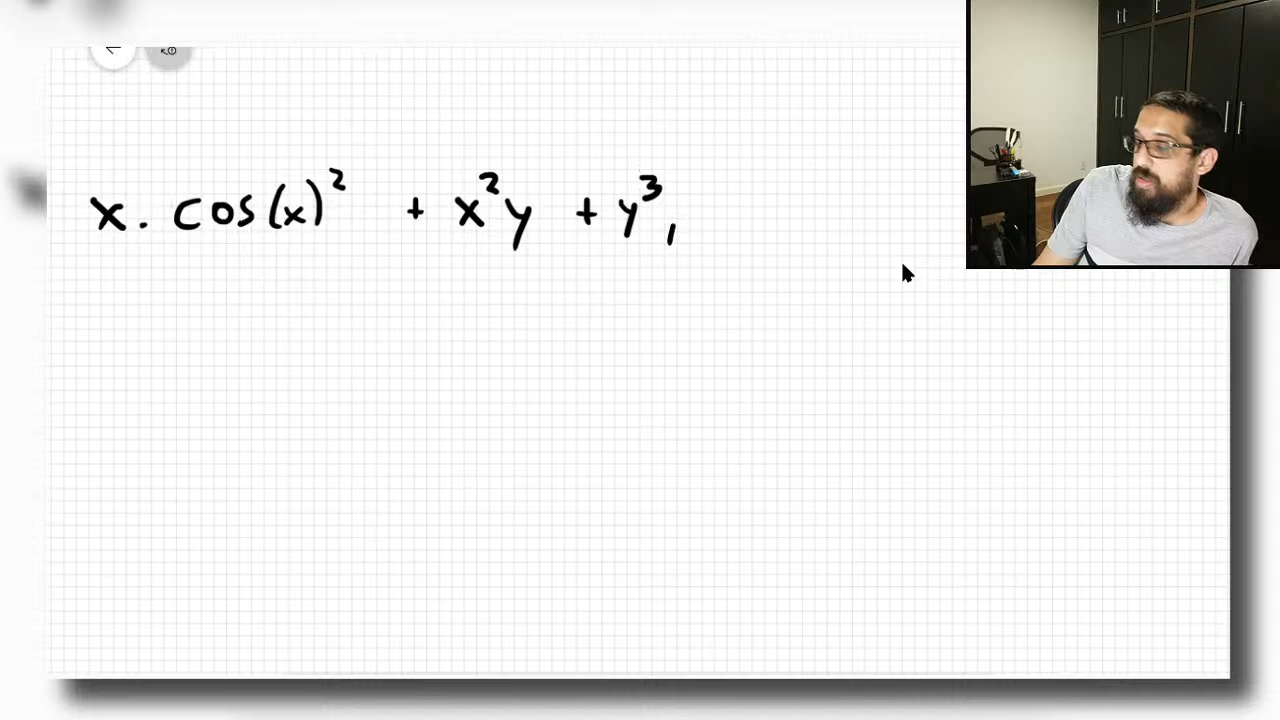 x. cos(x)² + x²y + y³,